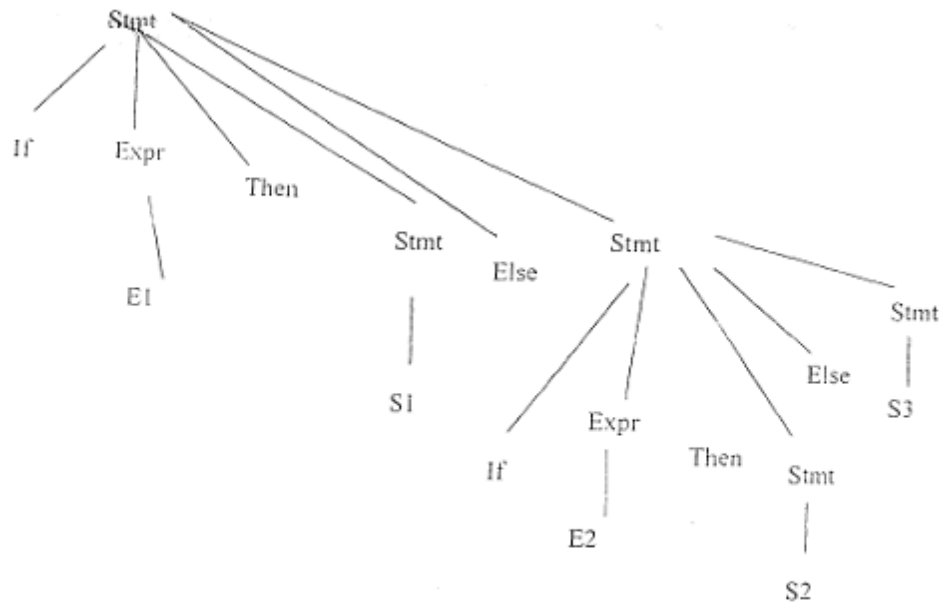 Stmt
If
Expr
Then
Stmt
Else
Stmt
E1
Stmt
S1
Else
S3
If
Expr
Then
Stmt
E2
S2